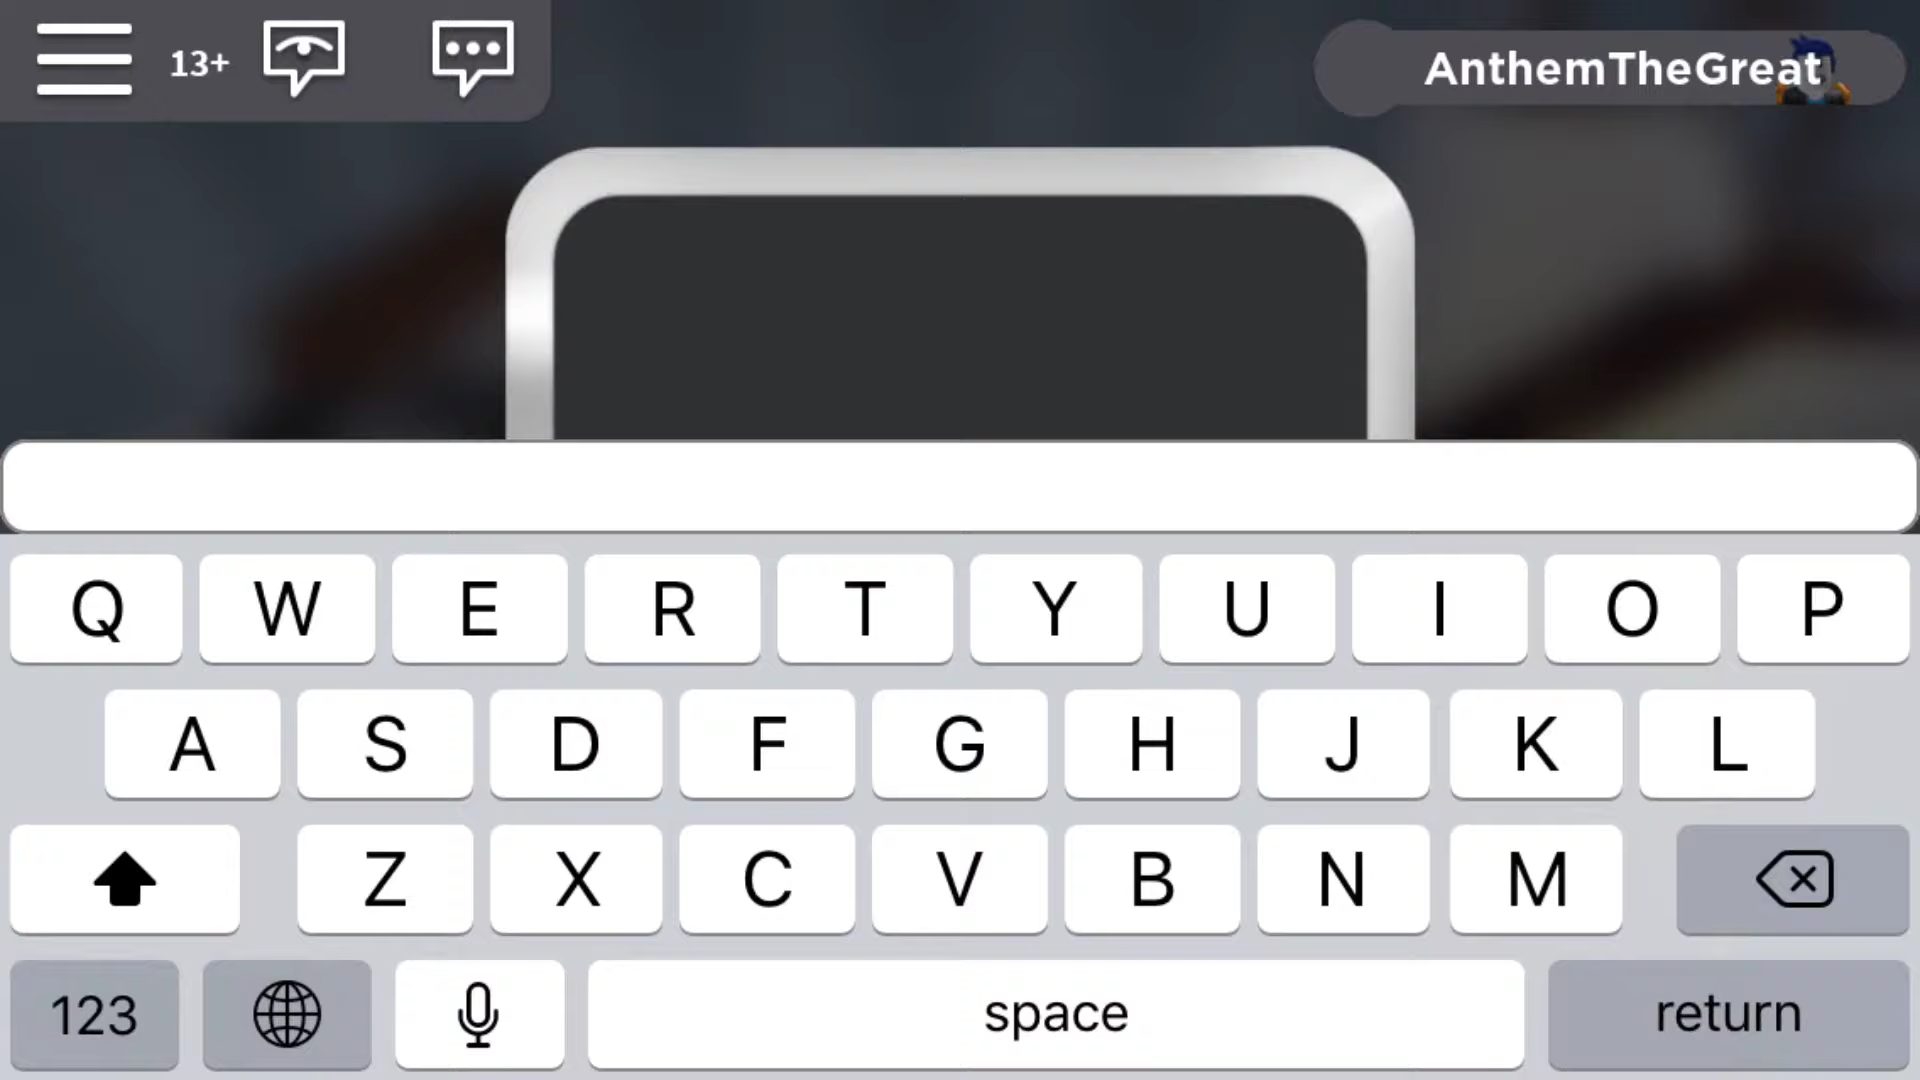 13+
AnthemTheGreat
Q W E R T Y U I O P
A S D F G H J K L
Z X C V B N M
123 space return